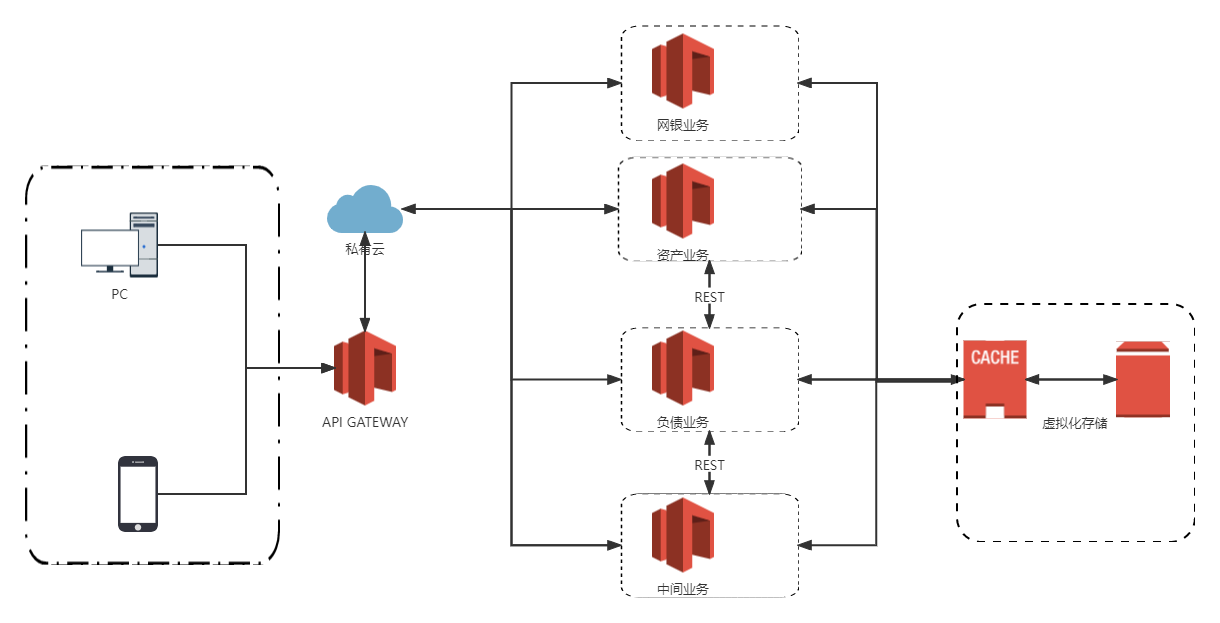 网银业务
资产业务
私有云
PC
REST
CACHE
API GATEWAY
负债业务
虚拟化存储
REST
中间业务